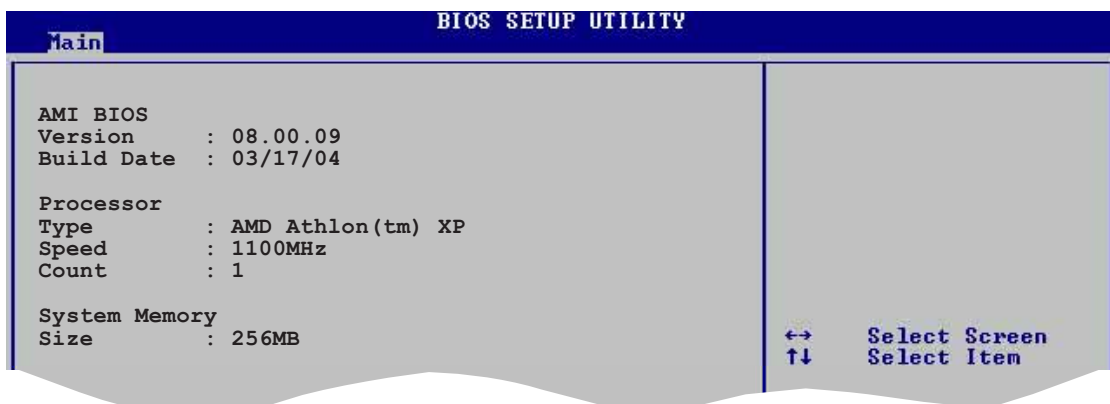 BIOS SETUP UTILITY
Main
AMI BIOS
Version : 08.00.09
Build Date : 03/17/04
Processor
Type : AMD Athlon(tm) XP
Speed : 1100MHz
Count : 1
System Memory
Size : 256MB
↔ Select Screen
↑↓ Select Item